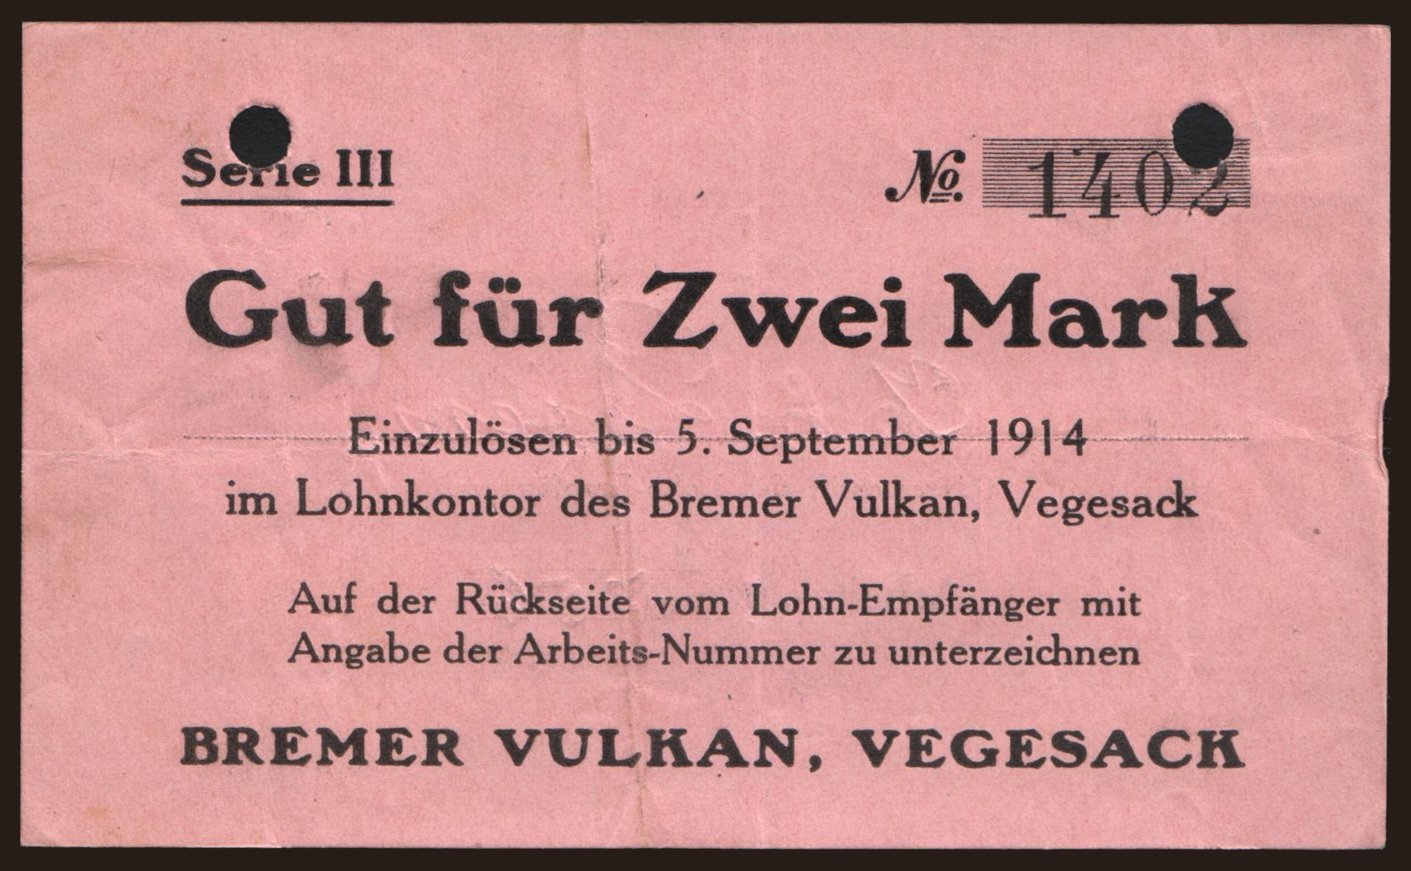 Serie III
No. 1402
Gut für Zwei Mark
Einzulösen bis 5. September 1914
im Lohnkontor des Bremer Vulkan, Vegesack
Auf der Rückseite vom Lohn-Empfänger mit
Angabe der Arbeits-Nummer zu unterzeichnen
BREMER VULKAN, VEGESACK